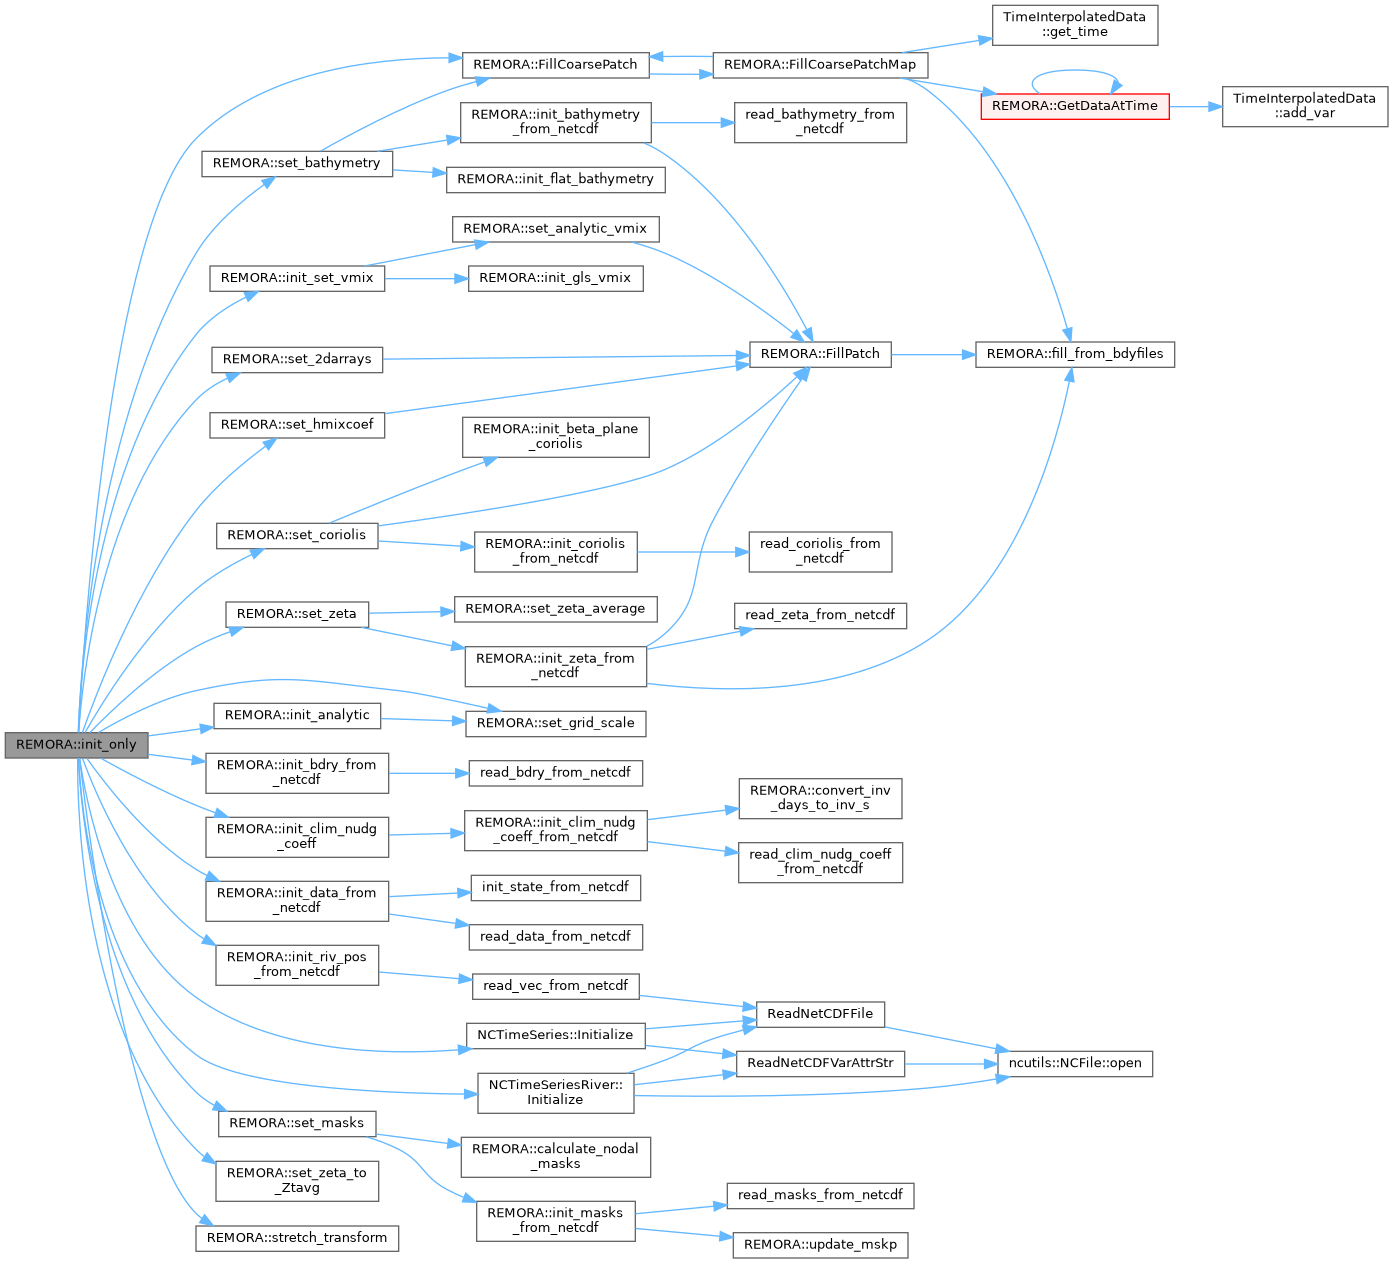 TimeInterpolatedData
::get_time
REMORA::FillCoarsePatch
REMORA::FillCoarsePatchMap
REMORA::GetDataAtTime
TimeInterpolatedData
::add_var
REMORA::init_bathymetry
_from_netcdf
read_bathymetry_from
_netcdf
REMORA::set_bathymetry
REMORA::init_flat_bathymetry
REMORA::set_analytic_vmix
REMORA::init_set_vmix
REMORA::init_gls_vmix
REMORA::set_2darrays
REMORA::FillPatch
REMORA::fill_from_bdyfiles
REMORA::set_hmixcoef
REMORA::init_beta_plane
_coriolis
REMORA::set_coriolis
REMORA::init_coriolis
_from_netcdf
read_coriolis_from
_netcdf
REMORA::set_zeta
REMORA::set_zeta_average
read_zeta_from_netcdf
REMORA::init_zeta_from
_netcdf
REMORA::init_analytic
REMORA::set_grid_scale
REMORA::init_only
REMORA::init_bdry_from
_netcdf
read_bdry_from_netcdf
REMORA::convert_inv
_days_to_inv_s
REMORA::init_clim_nudg
_coeff
REMORA::init_clim_nudg
_coeff_from_netcdf
read_clim_nudg_coeff
_from_netcdf
REMORA::init_data_from
_netcdf
init_state_from_netcdf
read_data_from_netcdf
REMORA::init_riv_pos
_from_netcdf
read_vec_from_netcdf
ReadNetCDFFile
NCTimeSeries::Initialize
ReadNetCDFVarAttrStr
ncutils::NCFile::open
NCTimeSeriesRiver::
Initialize
REMORA::set_masks
REMORA::calculate_nodal
_masks
REMORA::set_zeta_to
_Ztavg
read_masks_from_netcdf
REMORA::init_masks
_from_netcdf
REMORA::stretch_transform
REMORA::update_mskp